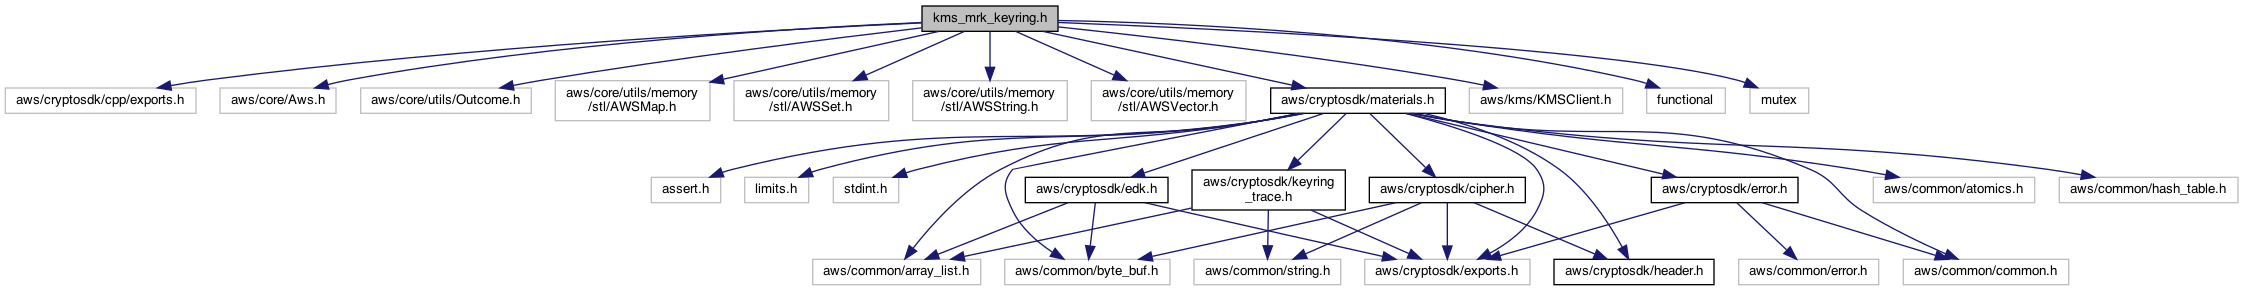 kms_mrk_keyring.h
aws/cryptosdk/cpp/exports.h
aws/core/Aws.h
aws/core/utils/Outcome.h
aws/core/utils/memory
/stl/AWSMap.h
aws/core/utils/memory
/stl/AWSSet.h
aws/core/utils/memory
/stl/AWSString.h
aws/core/utils/memory
/stl/AWSVector.h
aws/cryptosdk/materials.h
aws/kms/KMSClient.h
functional
mutex
assert.h
limits.h
stdint.h
aws/cryptosdk/edk.h
aws/cryptosdk/keyring
_trace.h
aws/cryptosdk/cipher.h
aws/cryptosdk/error.h
aws/common/atomics.h
aws/common/hash_table.h
aws/common/array_list.h
aws/common/byte_buf.h
aws/common/string.h
aws/cryptosdk/exports.h
aws/cryptosdk/header.h
aws/common/error.h
aws/common/common.h